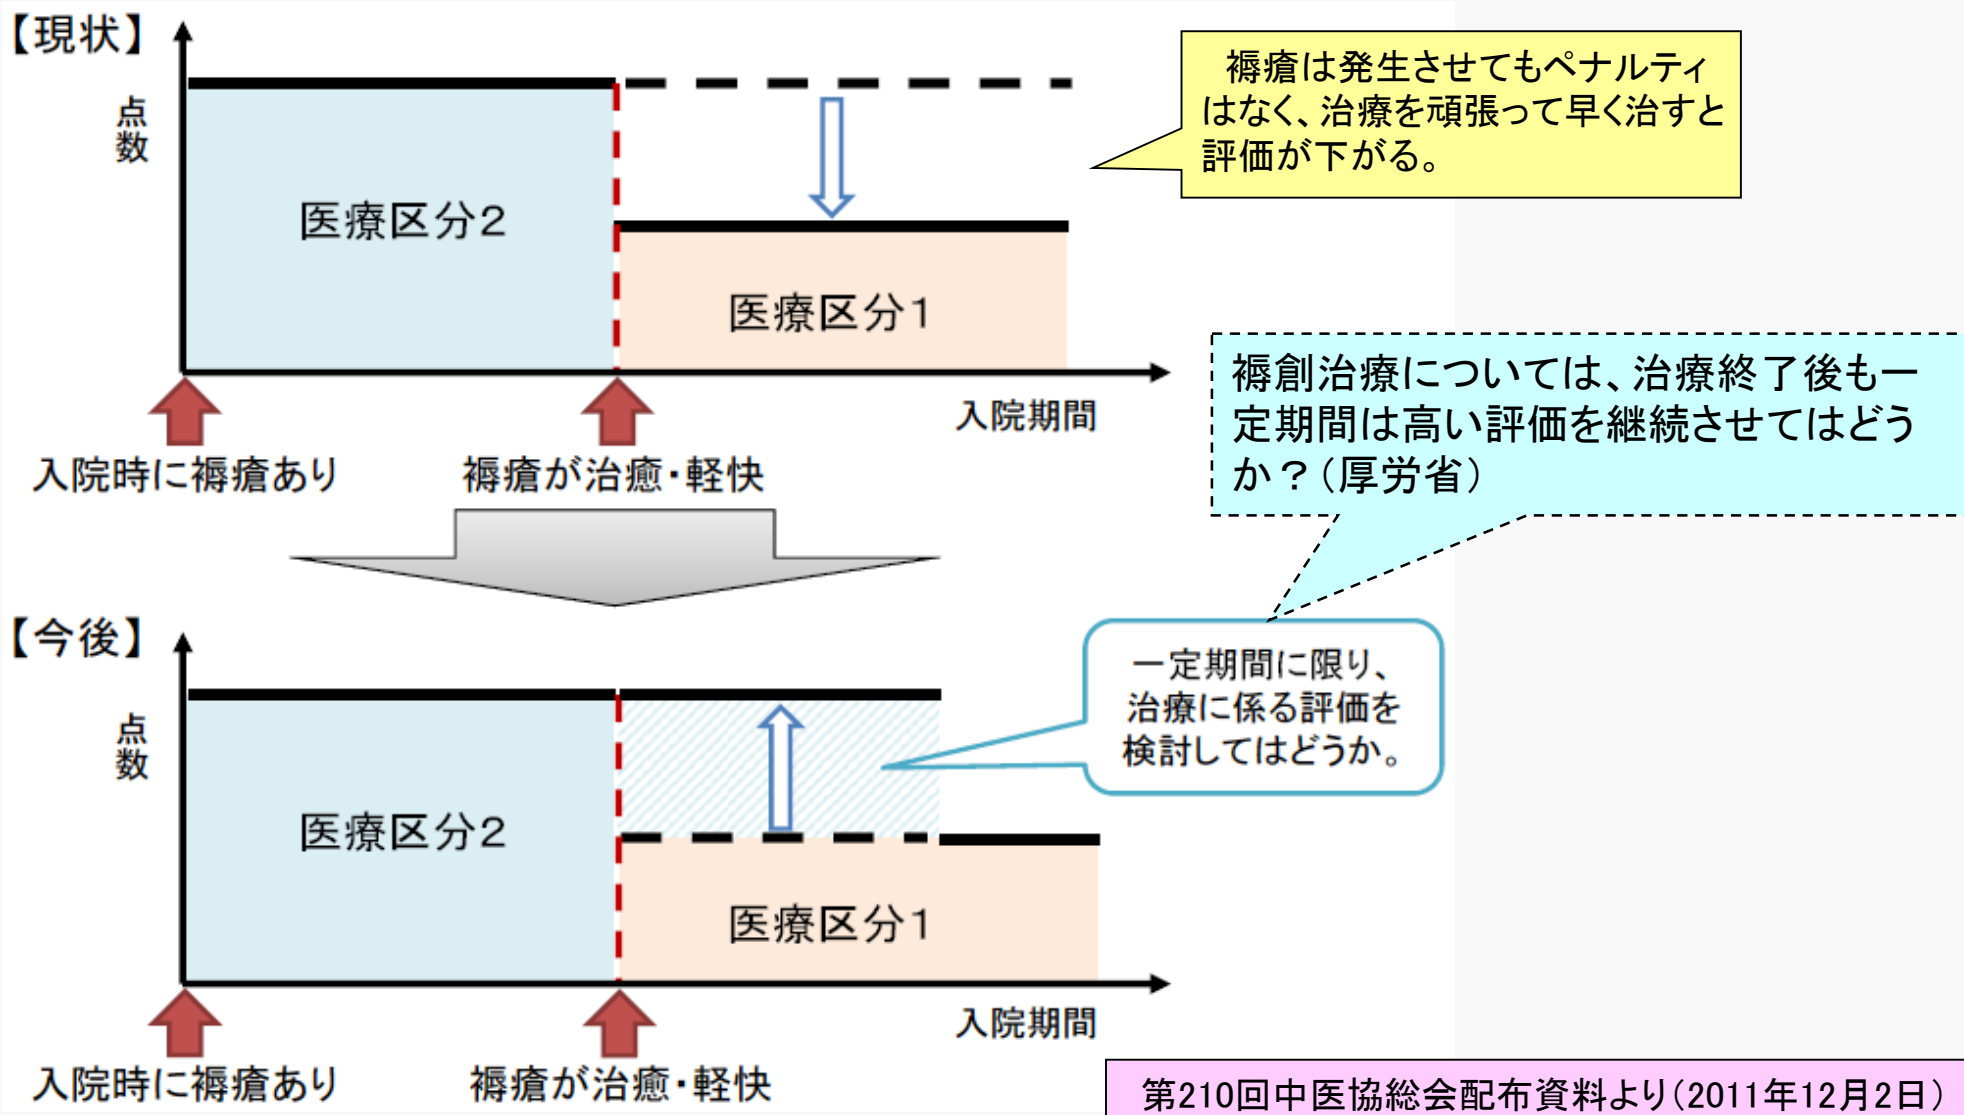 【現状】
点数
医療区分2
医療区分1
入院期間
入院時に褥瘡あり
褥瘡が治癒・軽快
褥瘡は発生させてもペナルティ
はなく、治療を頑張って早く治すと
評価が下がる。
褥創治療については、治療終了後も一
定期間は高い評価を継続させてはどう
か？（厚労省）
【今後】
点数
医療区分2
医療区分1
一定期間に限り、
治療に係る評価を
検討してはどうか。
入院期間
入院時に褥瘡あり
褥瘡が治癒・軽快
第210回中医協総会配布資料より（2011年12月2日）